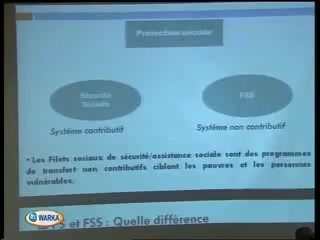 Protection sociale
Sécurité
Sociale
FSS
Système contributif
Système non contributif
• Les Filets sociaux de sécurité/assistance sociale sont des programmes
de transfert non contributifs ciblant les pauvres et les personnes
vulnérables.
PS et FSS : Quelle différence
WARKA